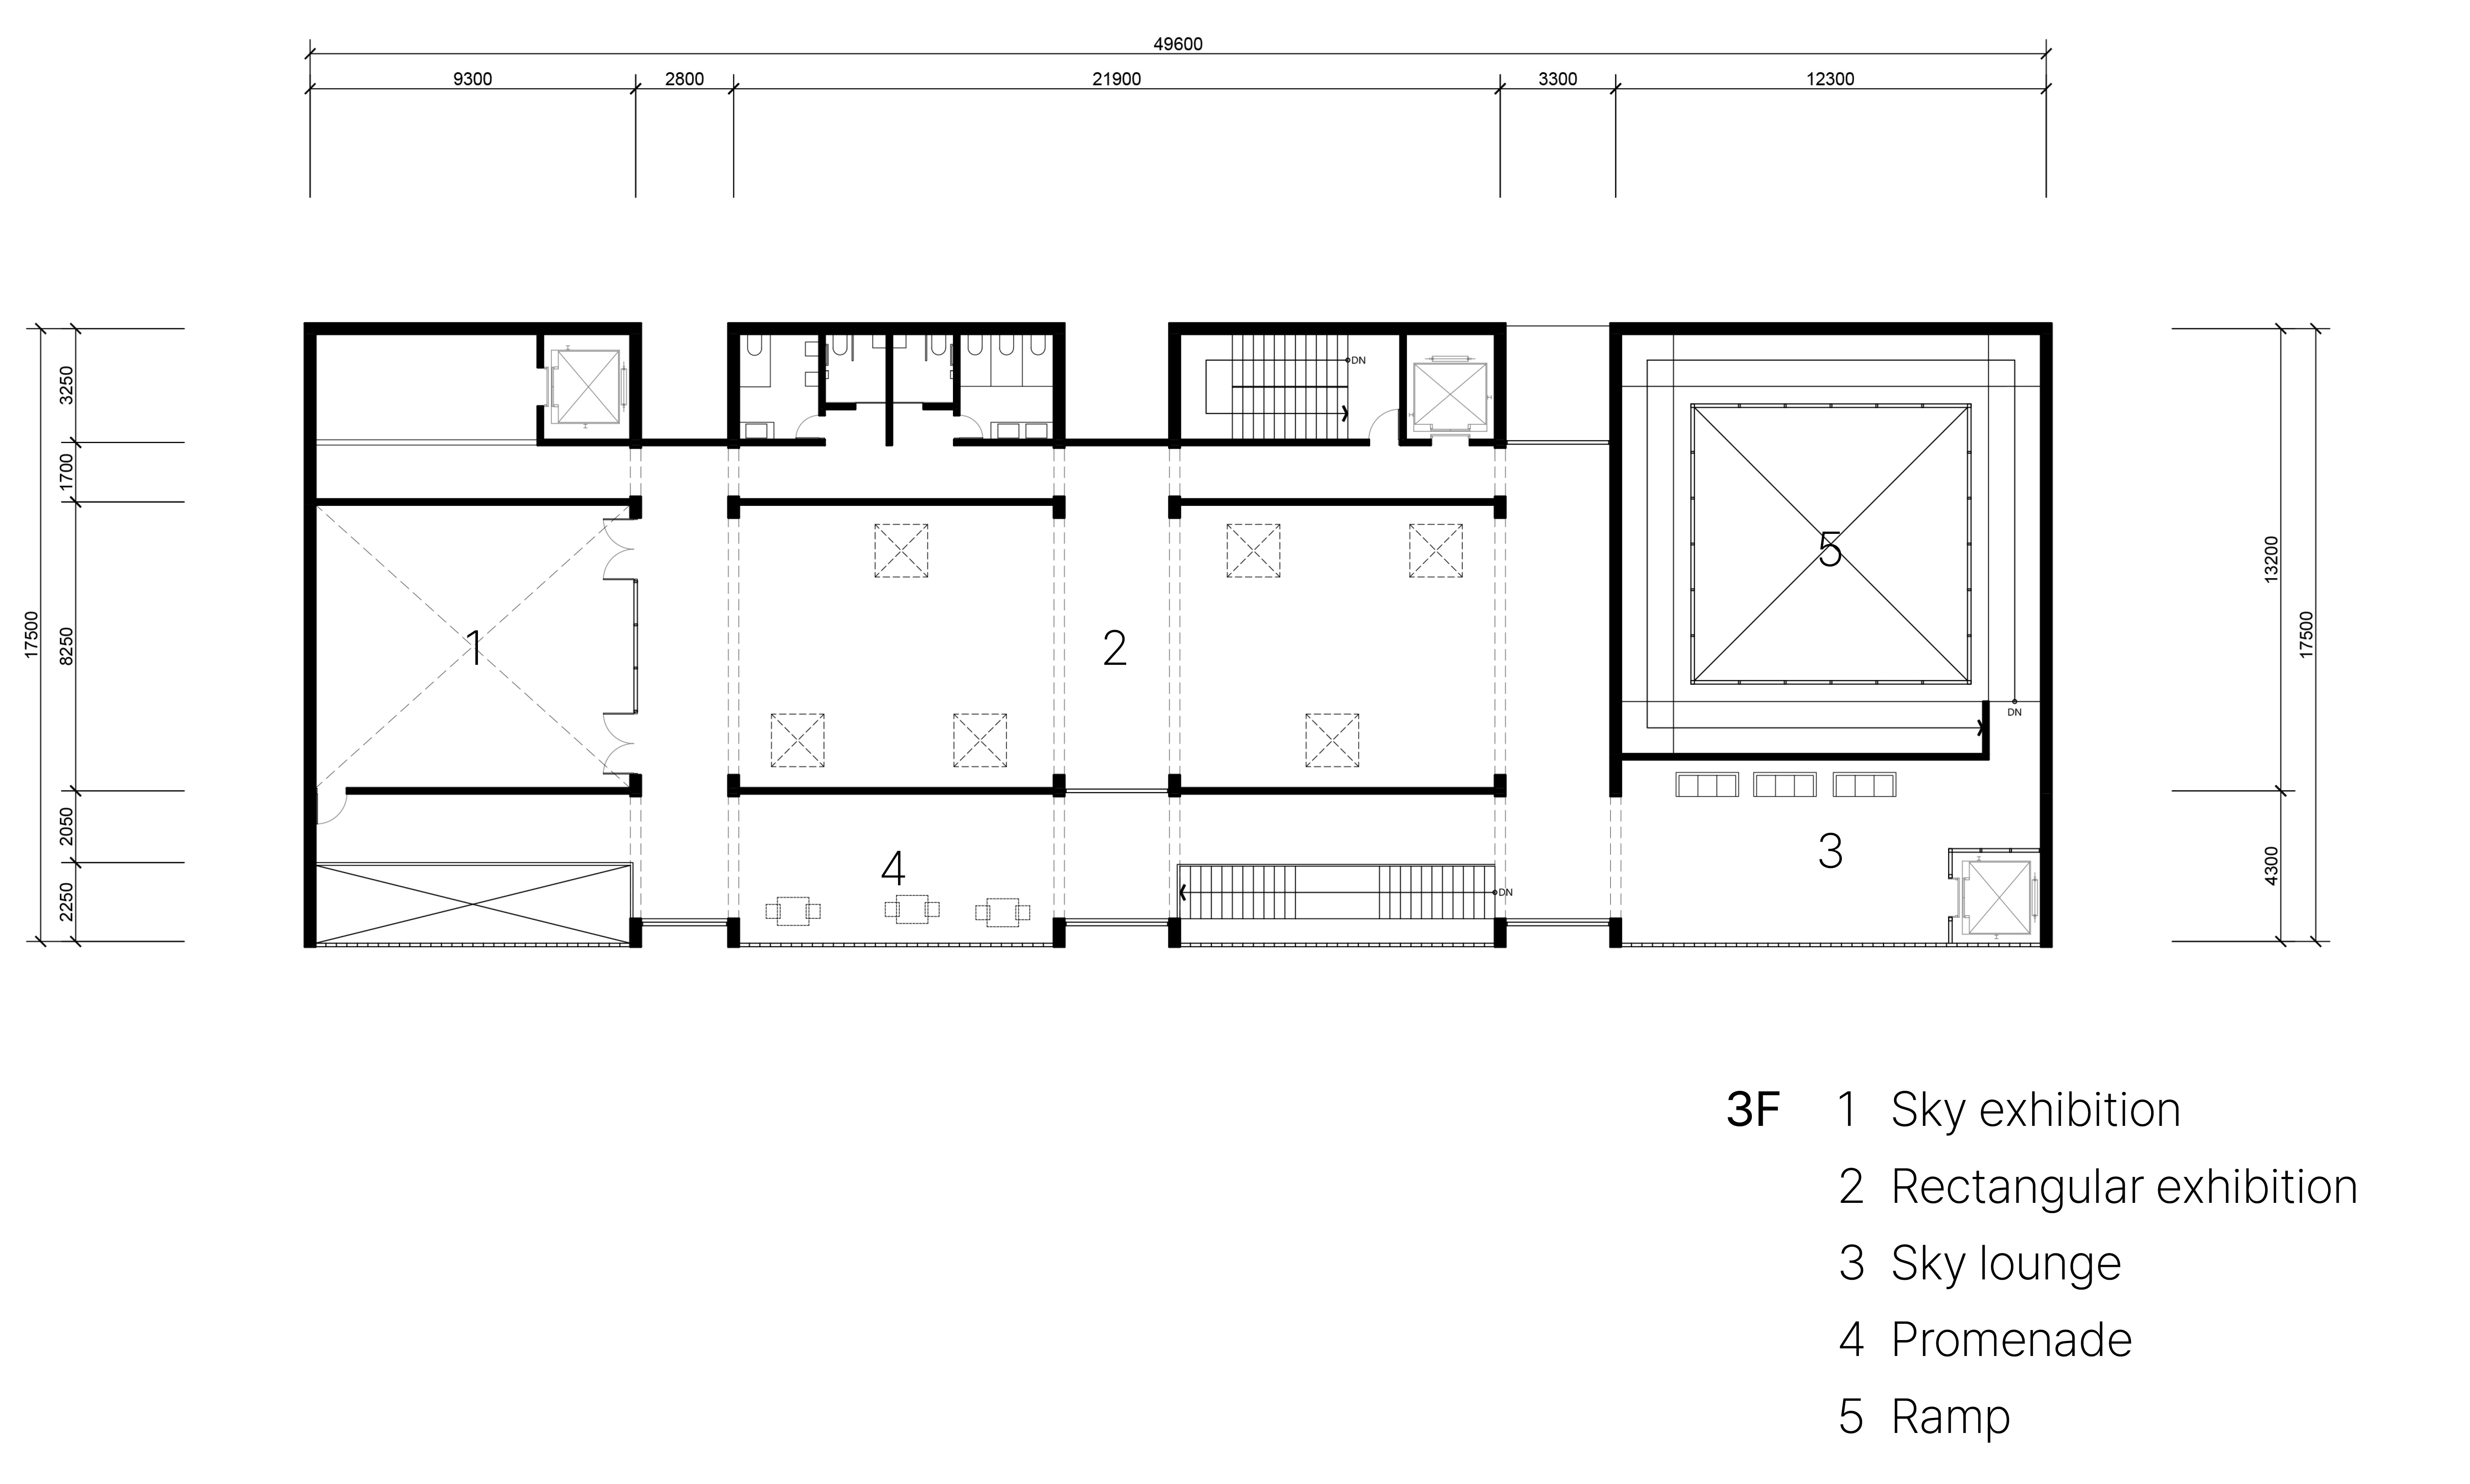 49600
9300 2800 21900 3300 12300
3250
1700
8250
2050
2250
17500
13200
4300
17500
DN
DN
DN
1
2
3
4
5
3F 1 Sky exhibition
2 Rectangular exhibition
3 Sky lounge
4 Promenade
5 Ramp